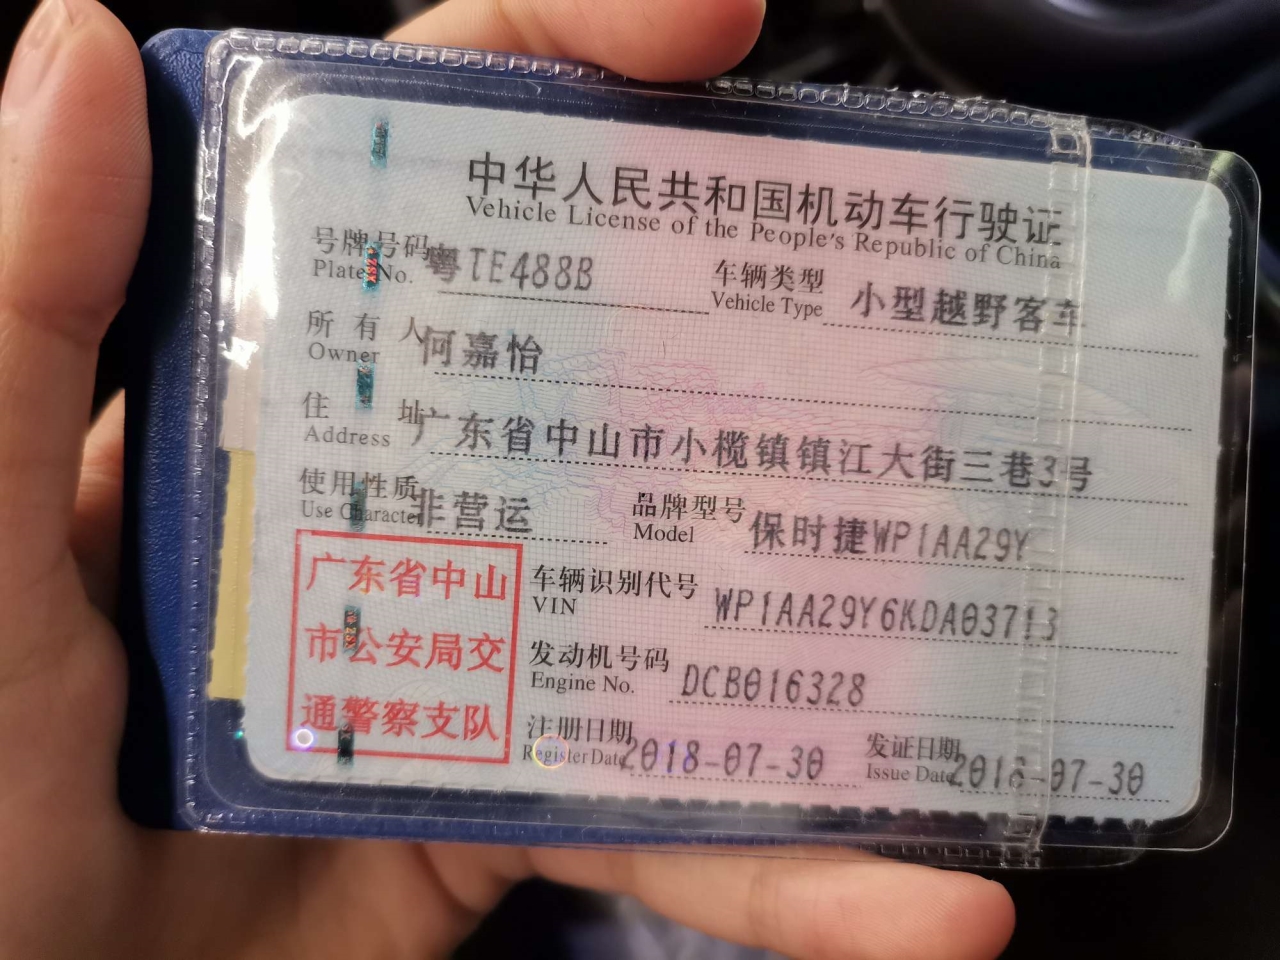 中华人民共和国机动车行驶证
Vehicle License of the People's Republic of China
号牌号码 粤TE488B 车辆类型 小型越野客车
Plate No. Vehicle Type
所有人 何嘉怡
Owner
住址 广东省中山市小榄镇镇江大街三巷3号
Address
使用性质 非营运 品牌型号 保时捷WP1AA29Y
Use Character Model
广东省中山
市公安局交
通警察支队
车辆识别代号 WP1AA29Y6KDA03713
VIN
发动机号码 DCB016328
Engine No.
注册日期 2018-07-30 发证日期 2018-07-30
Register Date Issue Date